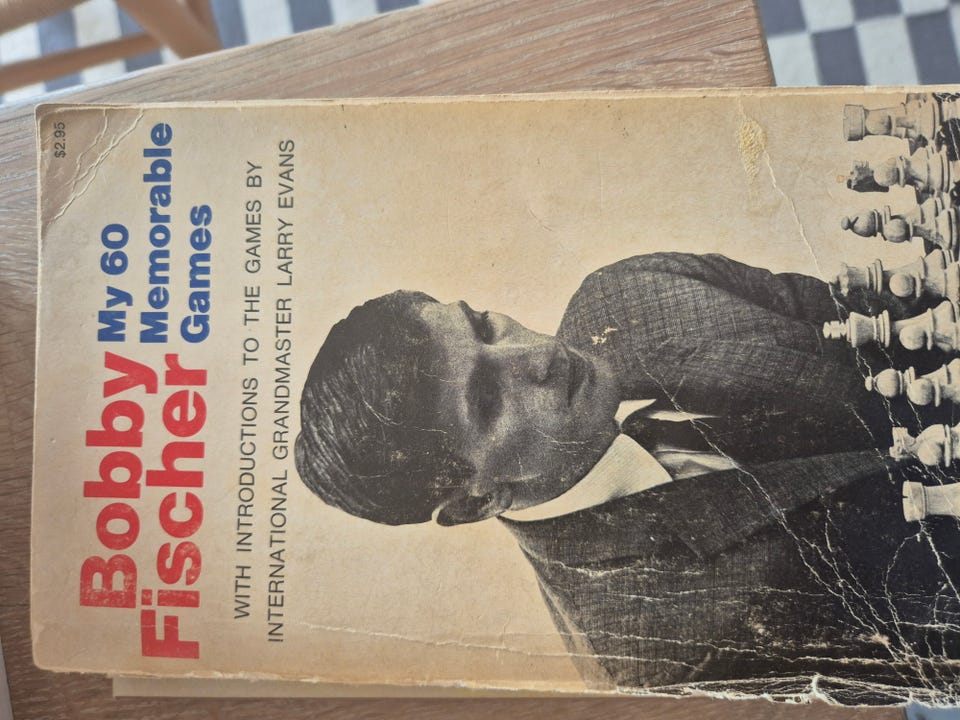 $2.95
Bobby
Fischer
My 60
Memorable
Games
WITH INTRODUCTIONS TO THE GAMES BY
INTERNATIONAL GRANDMASTER LARRY EVANS